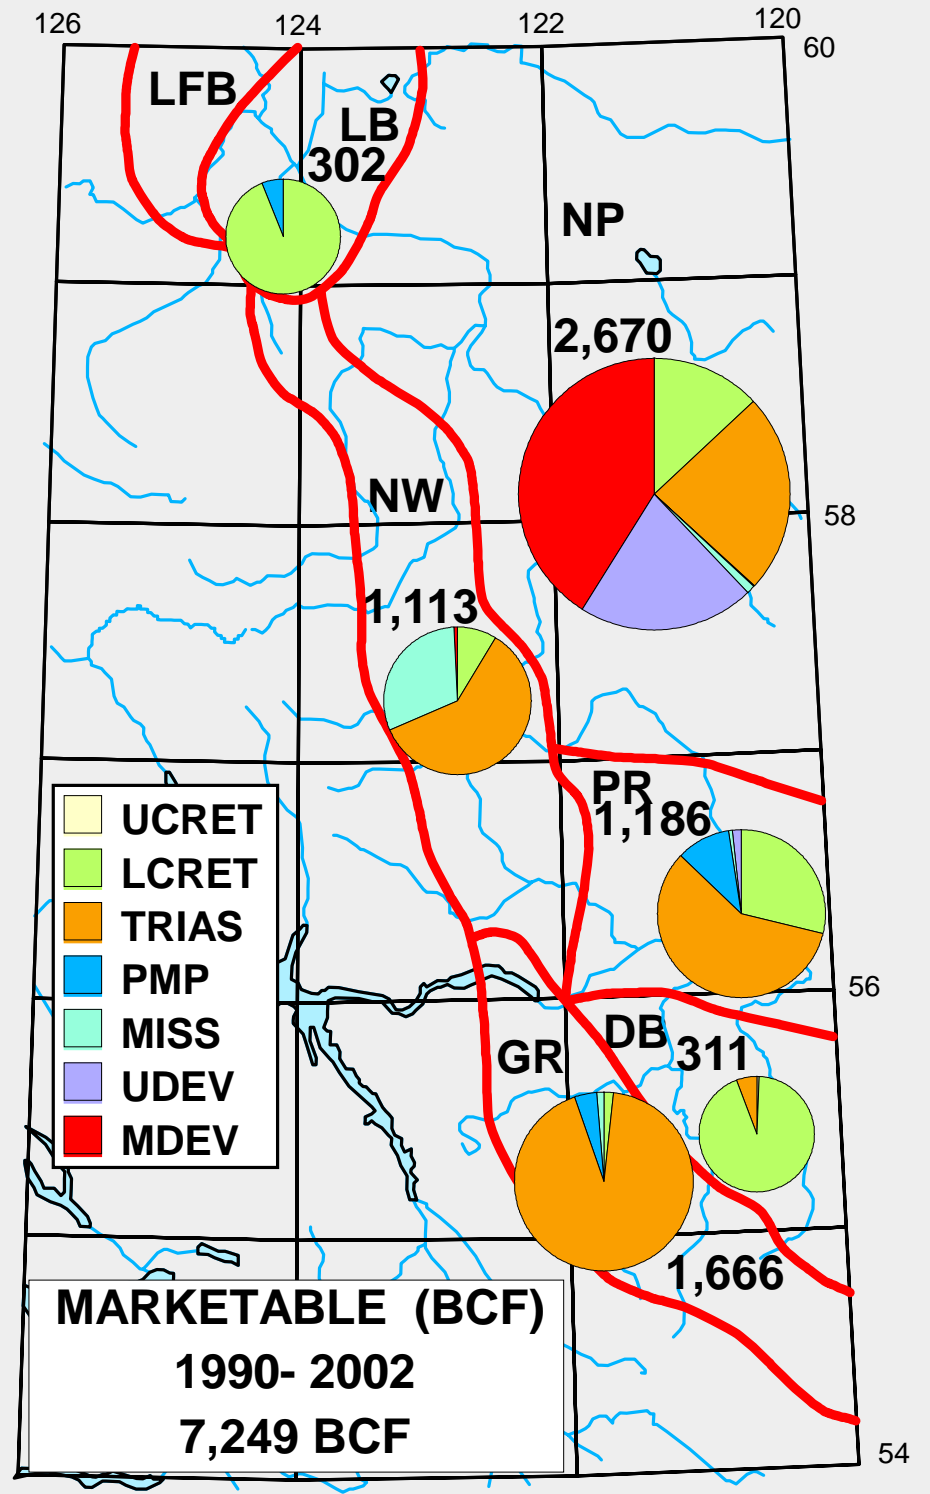 126
124
122
120
60
LFB
LB
302
NP
2,670
58
NW
1,113
PR
1,186
UCRET
LCRET
TRIAS
PMP
MISS
UDEV
MDEV
56
GR
DB
311
1,666
MARKETABLE (BCF)
1990- 2002
7,249 BCF
54